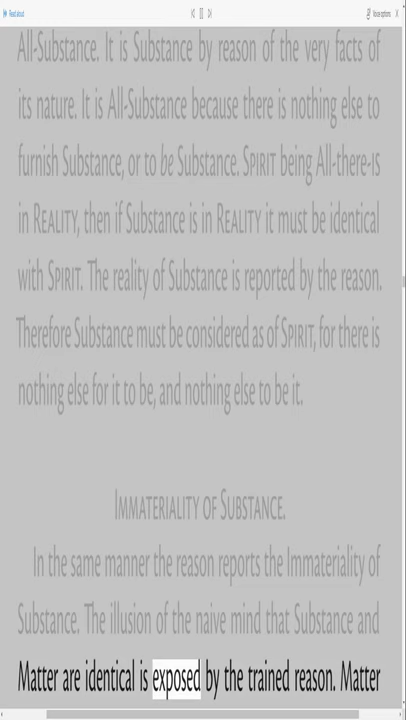 Read aloud
Voice options
All-Substance. It is Substance by reason of the very facts of
its nature. It is All-Substance because there is nothing else to
furnish Substance, or to be Substance. SPIRIT being All-there-is
in REALITY, then if Substance is in REALITY it must be identical
with SPIRIT. The reality of Substance is reported by the reason.
Therefore Substance must be considered as of SPIRIT, for there is
nothing else for it to be, and nothing else to be it.
IMMATERIALITY OF SUBSTANCE.
In the same manner the reason reports the Immateriality of
Substance. The illusion of the naive mind that Substance and
Matter are identical is exposed by the trained reason. Matter